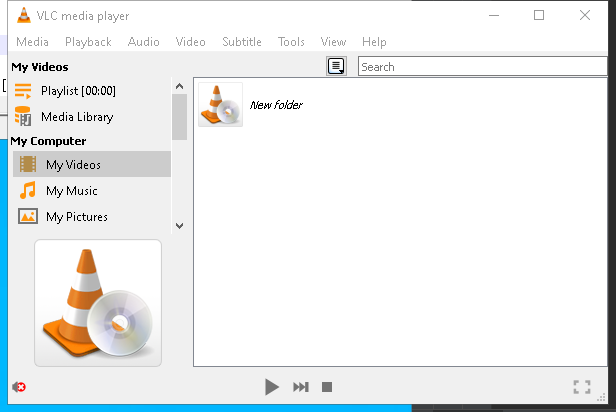 VLC media player
Media Playback Audio Video Subtitle Tools View Help
My Videos
Search
Playlist [00:00]
Media Library
My Computer
My Videos
My Music
My Pictures
New folder